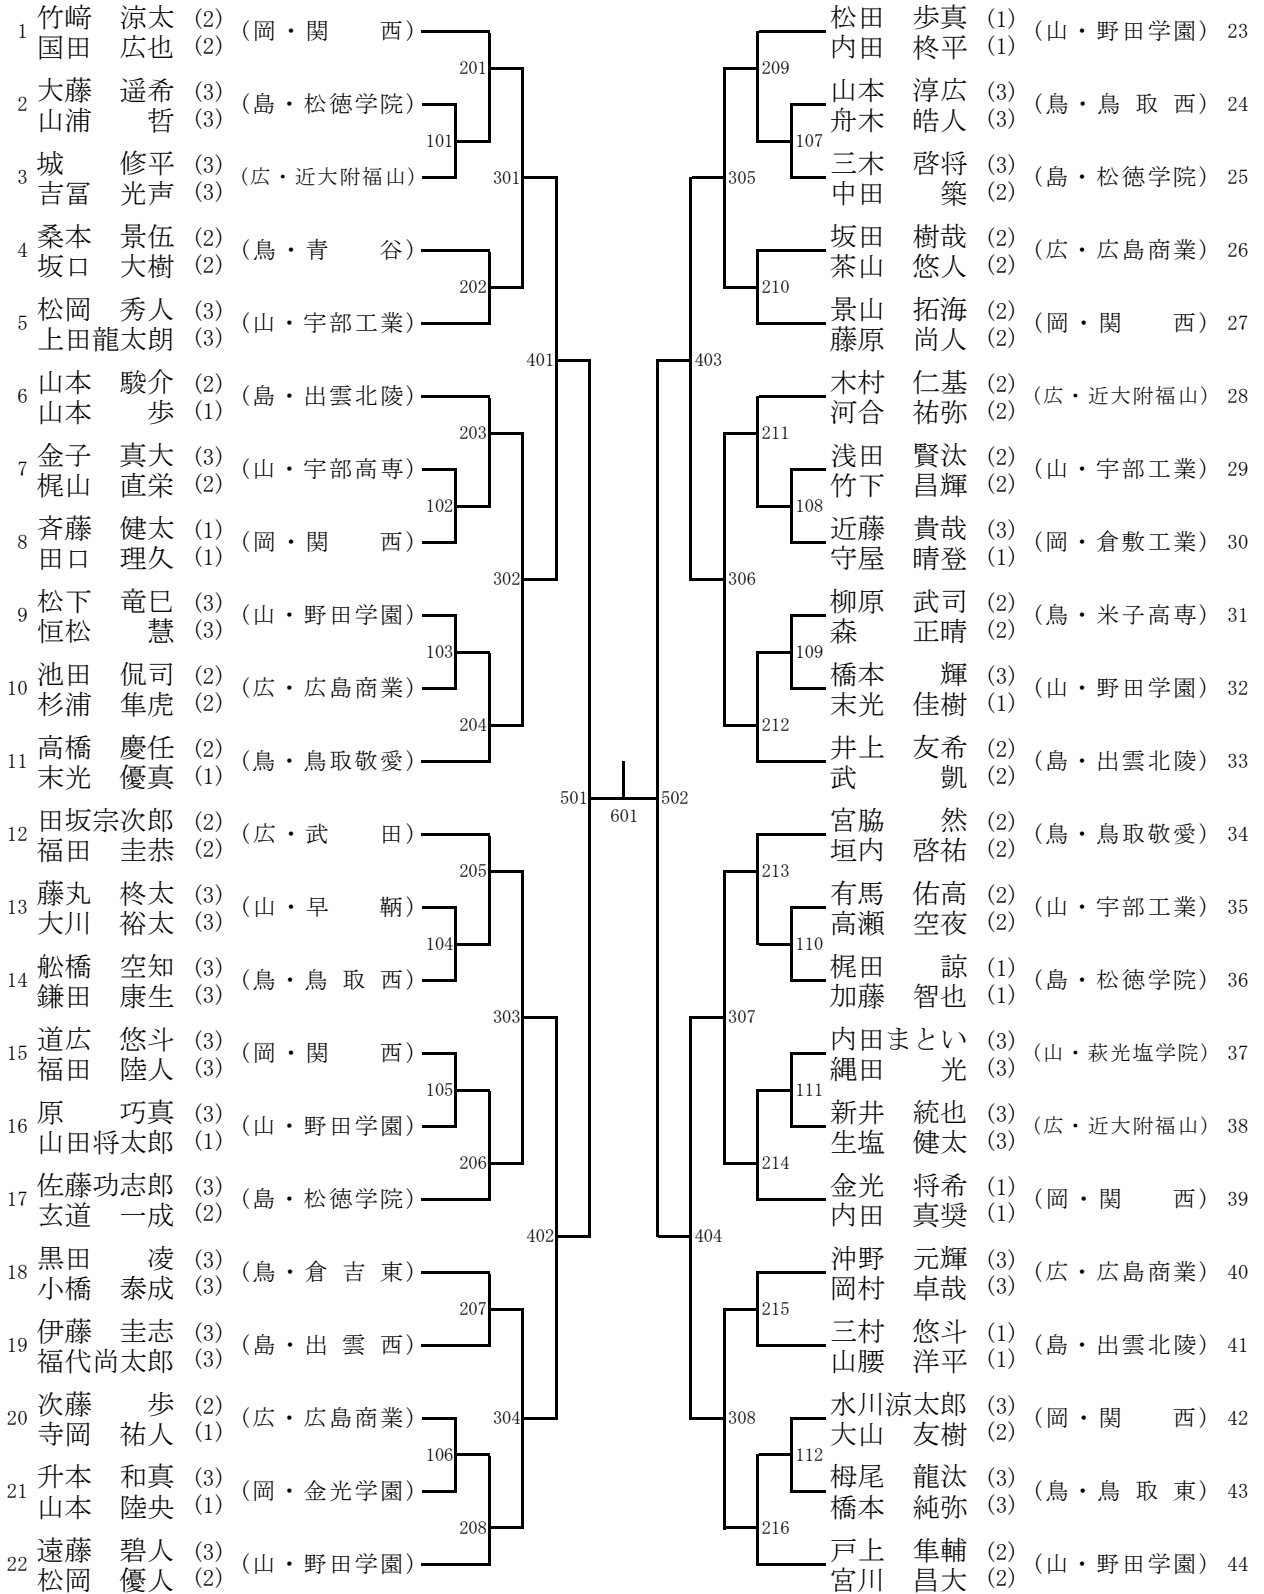 1 竹﨑 涼太 (2) (岡・関 西)
国田 広也 (2)
201
2 大藤 遥希 (3) (島・松徳学院)
山浦 哲 (3)
101
3 城 修平 (3) (広・近大附福山)
吉冨 光声 (3)
301
4 桑本 景伍 (2) (鳥・青 谷)
坂口 大樹 (2)
202
5 松岡 秀人 (3) (山・宇部工業)
上田龍太朗 (3)
401
6 山本 駿介 (2) (島・出雲北陵)
山本 歩 (1)
203
7 金子 真大 (3) (山・宇部高専)
梶山 直栄 (2)
102
8 斉藤 健太 (1) (岡・関 西)
田口 理久 (1)
302
9 松下 竜巳 (3) (山・野田学園)
恒松 慧 (3)
103
10 池田 侃司 (2) (広・広島商業)
杉浦 隼虎 (2)
204
11 高橋 慶任 (2) (鳥・鳥取敬愛)
末光 優真 (1)
501
12 田坂宗次郎 (2) (広・武 田)
福田 圭恭 (2)
205
13 藤丸 柊太 (3) (山・早 鞆)
大川 裕太 (3)
104
14 舩橋 空知 (3) (鳥・鳥 取 西)
鎌田 康生 (3)
303
15 道広 悠斗 (3) (岡・関 西)
福田 陸人 (3)
105
16 原 巧真 (3) (山・野田学園)
山田将太郎 (1)
206
17 佐藤功志郎 (3) (島・松徳学院)
玄道 一成 (2)
402
18 黒田 凌 (3) (鳥・倉 吉 東)
小橋 泰成 (3)
207
19 伊藤 圭志 (3) (島・出 雲 西)
福代尚太郎 (3)
20 次藤 歩 (2) (広・広島商業)
寺岡 祐人 (1)
304
106
21 升本 和真 (3) (岡・金光学園)
山本 陸央 (1)
208
22 遠藤 碧人 (3) (山・野田学園)
松岡 優人 (2)
601
松田 歩真 (1) (山・野田学園) 23
内田 柊平 (1)
209
山本 淳広 (3) (鳥・鳥 取 西) 24
舟木 皓人 (3)
107
三木 啓将 (3) (島・松徳学院) 25
中田 築 (2)
305
坂田 樹哉 (2) (広・広島商業) 26
茶山 悠人 (2)
210
景山 拓海 (2) (岡・関 西) 27
藤原 尚人 (2)
403
木村 仁基 (2) (広・近大附福山) 28
河合 祐弥 (2)
211
浅田 賢汰 (2) (山・宇部工業) 29
竹下 昌輝 (2)
108
近藤 貴哉 (3) (岡・倉敷工業) 30
守屋 晴登 (1)
306
柳原 武司 (2) (鳥・米子高専) 31
森 正晴 (2)
109
橋本 輝 (3) (山・野田学園) 32
末光 佳樹 (1)
212
井上 友希 (2) (島・出雲北陵) 33
武 凱 (2)
502
宮脇 然 (2) (鳥・鳥取敬愛) 34
垣内 啓祐 (2)
213
有馬 佑高 (2) (山・宇部工業) 35
高瀬 空夜 (2)
110
梶田 諒 (1) (島・松徳学院) 36
加藤 智也 (1)
307
内田まとい (3) (山・萩光塩学院) 37
縄田 光 (3)
111
新井 統也 (3) (広・近大附福山) 38
生塩 健太 (3)
214
金光 将希 (1) (岡・関 西) 39
内田 真奨 (1)
404
沖野 元輝 (3) (広・広島商業) 40
岡村 卓哉 (3)
215
三村 悠斗 (1) (島・出雲北陵) 41
山腰 洋平 (1)
水川涼太郎 (3) (岡・関 西) 42
大山 友樹 (2)
308
112
栂尾 龍汰 (3) (鳥・鳥 取 東) 43
橋本 純弥 (3)
216
戸上 隼輔 (2) (山・野田学園) 44
宮川 昌大 (2)